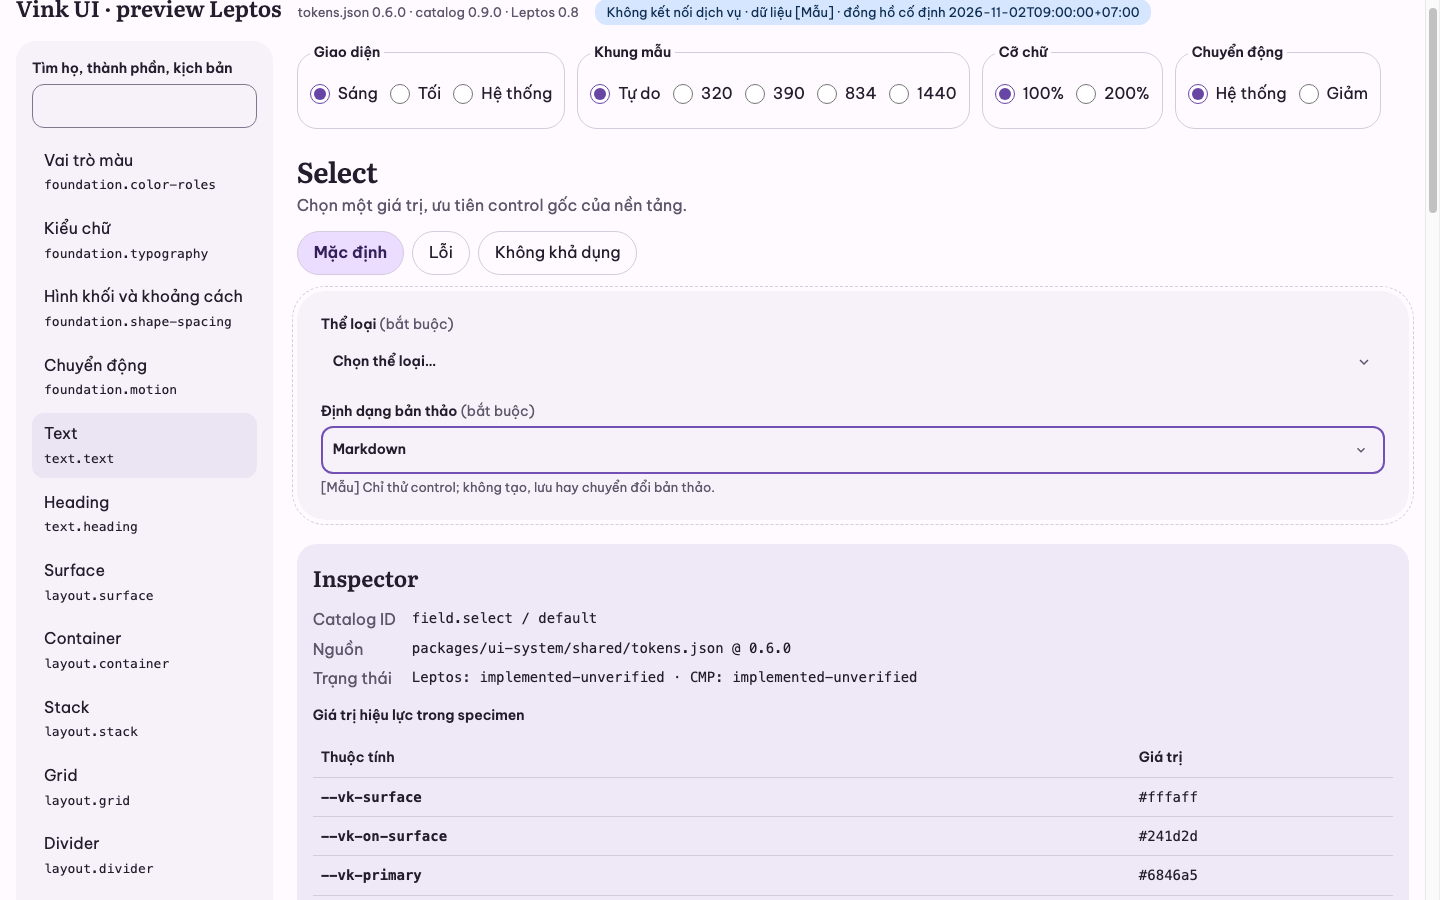 Vink UI · preview Leptos
tokens.json 0.6.0 · catalog 0.9.0 · Leptos 0.8
Không kết nối dịch vụ · dữ liệu [Mẫu] · đồng hồ cố định 2026-11-02T09:00:00+07:00
Tìm họ, thành phần, kịch bản
Vai trò màu
foundation.color-roles
Kiểu chữ
foundation.typography
Hình khối và khoảng cách
foundation.shape-spacing
Chuyển động
foundation.motion
Text
text.text
Heading
text.heading
Surface
layout.surface
Container
layout.container
Stack
layout.stack
Grid
layout.grid
Divider
layout.divider
Giao diện
Sáng Tối Hệ thống
Khung mẫu
Tự do 320 390 834 1440
Cỡ chữ
100% 200%
Chuyển động
Hệ thống Giảm
Select
Chọn một giá trị, ưu tiên control gốc của nền tảng.
Mặc định Lỗi Không khả dụng
Thể loại (bắt buộc)
Chọn thể loại…
Định dạng bản thảo (bắt buộc)
Markdown
[Mẫu] Chỉ thử control; không tạo, lưu hay chuyển đổi bản thảo.
Inspector
Catalog ID field.select / default
Nguồn packages/ui-system/shared/tokens.json @ 0.6.0
Trạng thái Leptos: implemented-unverified · CMP: implemented-unverified
Giá trị hiệu lực trong specimen
Thuộc tính Giá trị
--vk-surface #fffaff
--vk-on-surface #241d2d
--vk-primary #6846a5